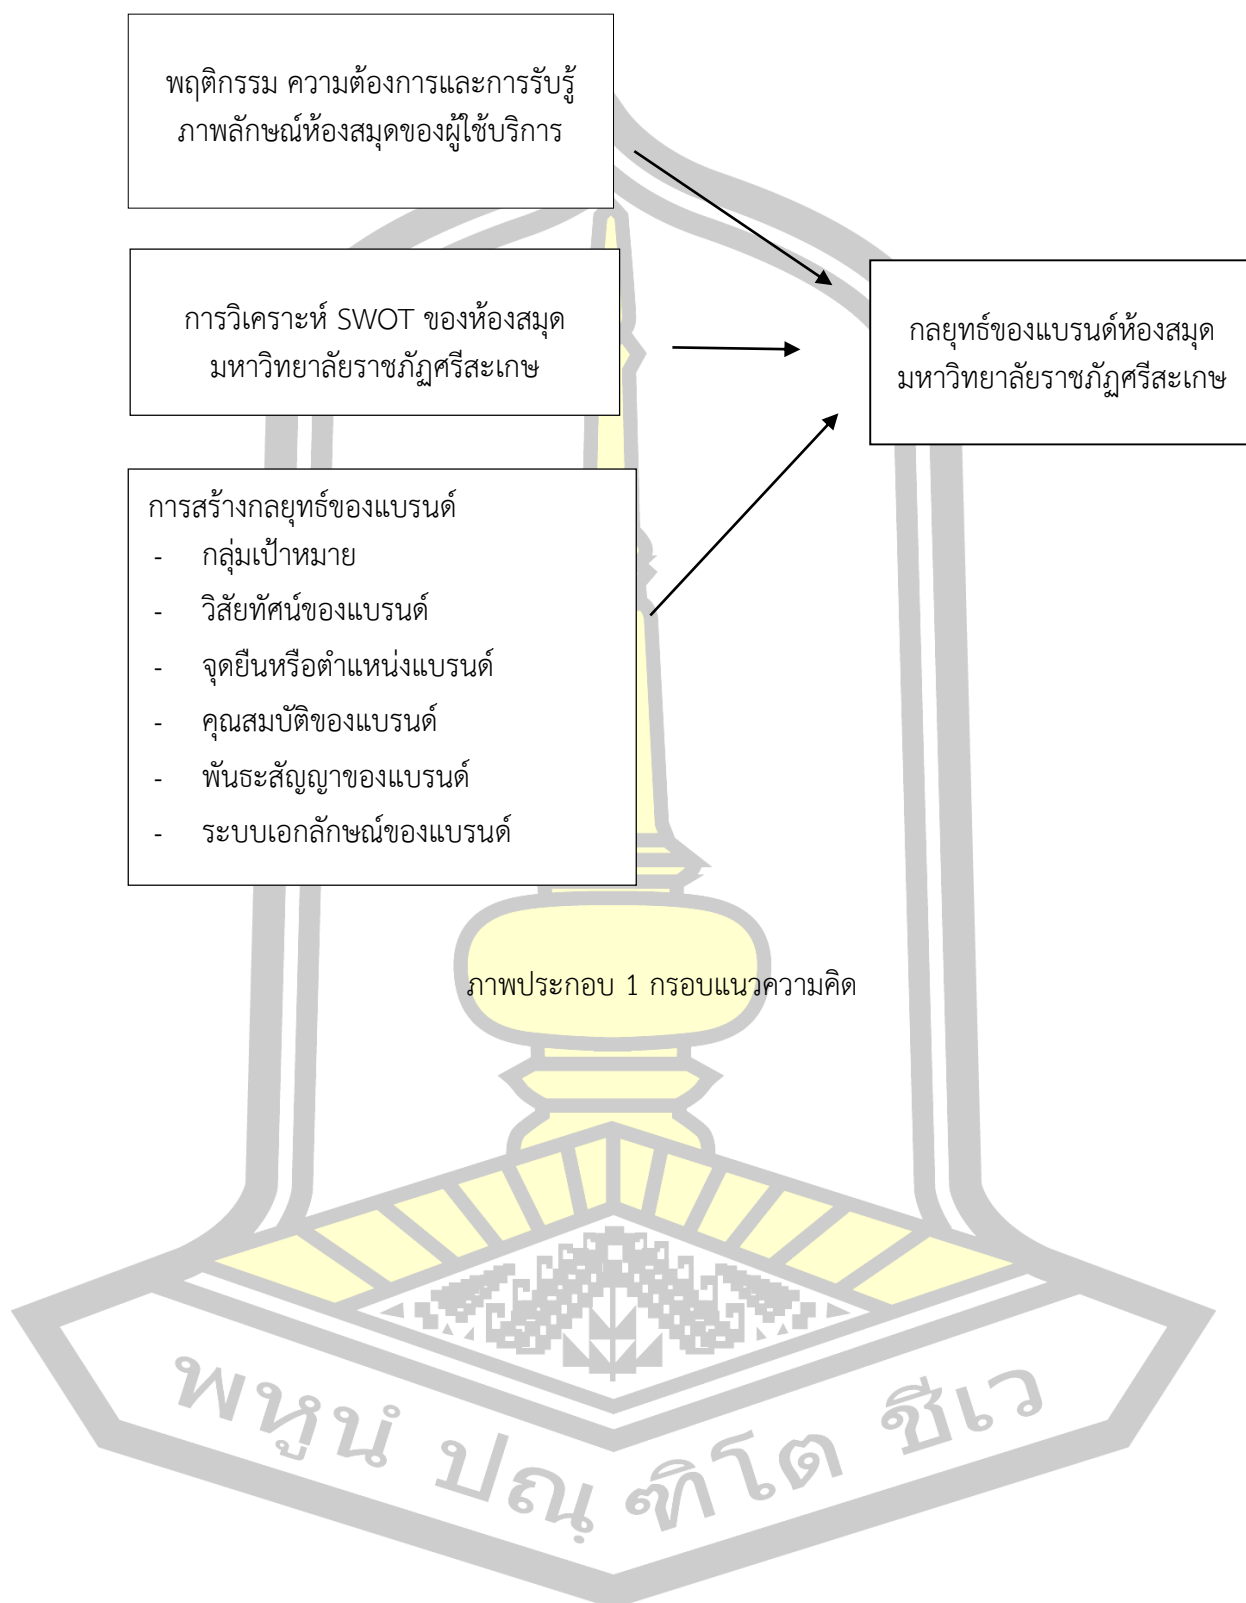 พฤติกรรม ความต้องการและการรับรู้
ภาพลักษณ์ห้องสมุดของผู้ใช้บริการ
การวิเคราะห์ SWOT ของห้องสมุด
มหาวิทยาลัยราชภัฏศรีสะเกษ
กลยุทธ์ของแบรนด์ห้องสมุด
มหาวิทยาลัยราชภัฏศรีสะเกษ
การสร้างกลยุทธ์ของแบรนด์
- กลุ่มเป้าหมาย
- วิสัยทัศน์ของแบรนด์
- จุดยืนหรือตำแหน่งแบรนด์
- คุณสมบัติของแบรนด์
- พันธะสัญญาของแบรนด์
- ระบบเอกลักษณ์ของแบรนด์
ภาพประกอบ 1 กรอบแนวความคิด
พหูนํ ปณฺ ฑิโต ชีเว